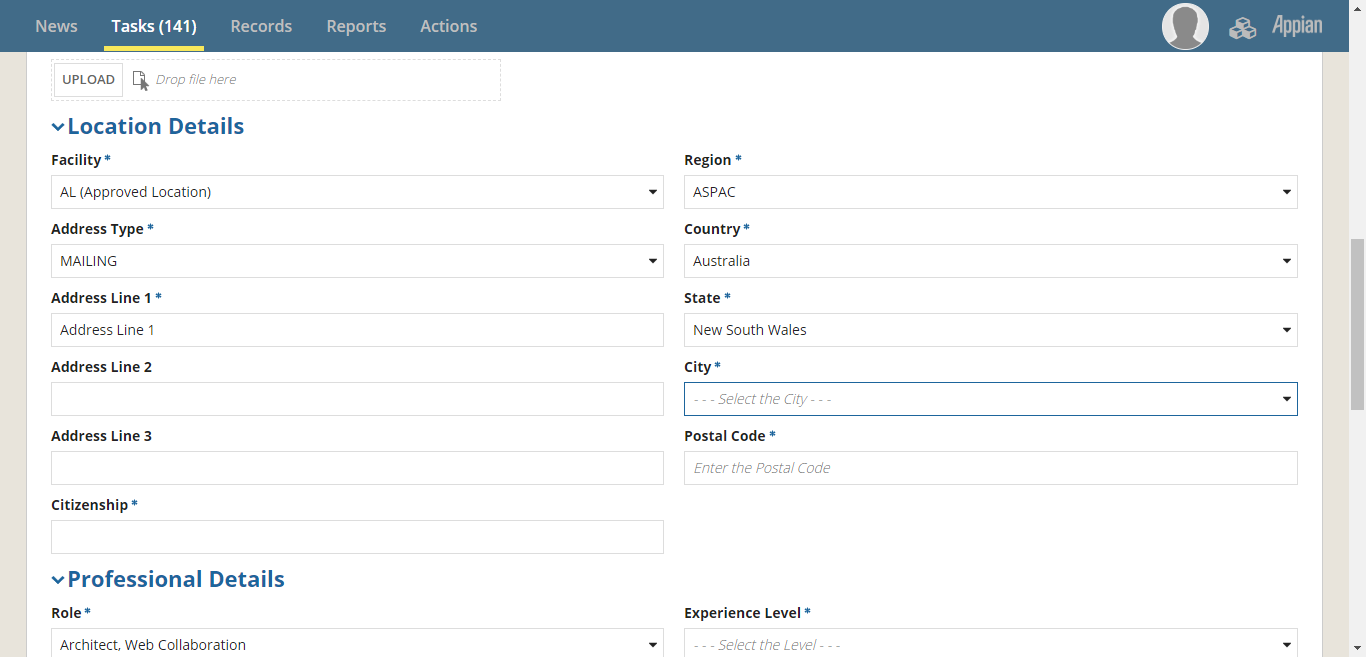 News Tasks (141) Records Reports Actions Appian
UPLOAD Drop file here
Location Details
Facility * Region *
AL (Approved Location) ASPAC
Address Type * Country *
MAILING Australia
Address Line 1 * State *
Address Line 1 New South Wales
Address Line 2 City *
- - - Select the City - - -
Address Line 3 Postal Code *
Enter the Postal Code
Citizenship *
Professional Details
Role * Experience Level *
Architect, Web Collaboration - - - Select the Level - - -